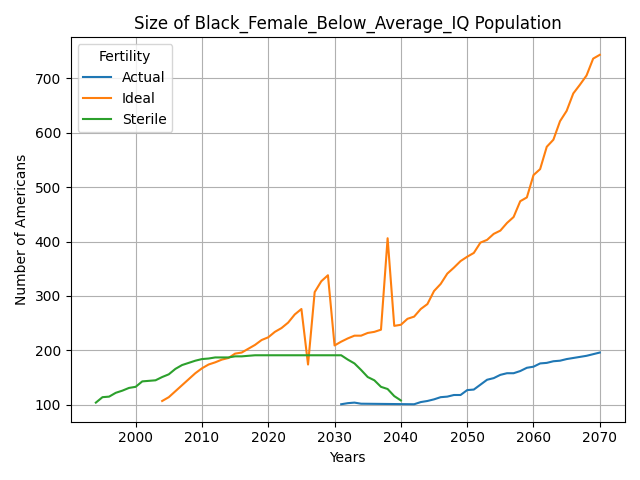 Size of Black_Female_Below_Average_IQ Population
Fertility
Actual
Ideal
Sterile
Number of Americans
700
600
500
400
300
200
100
2000
2010
2020
2030
2040
2050
2060
2070
Years